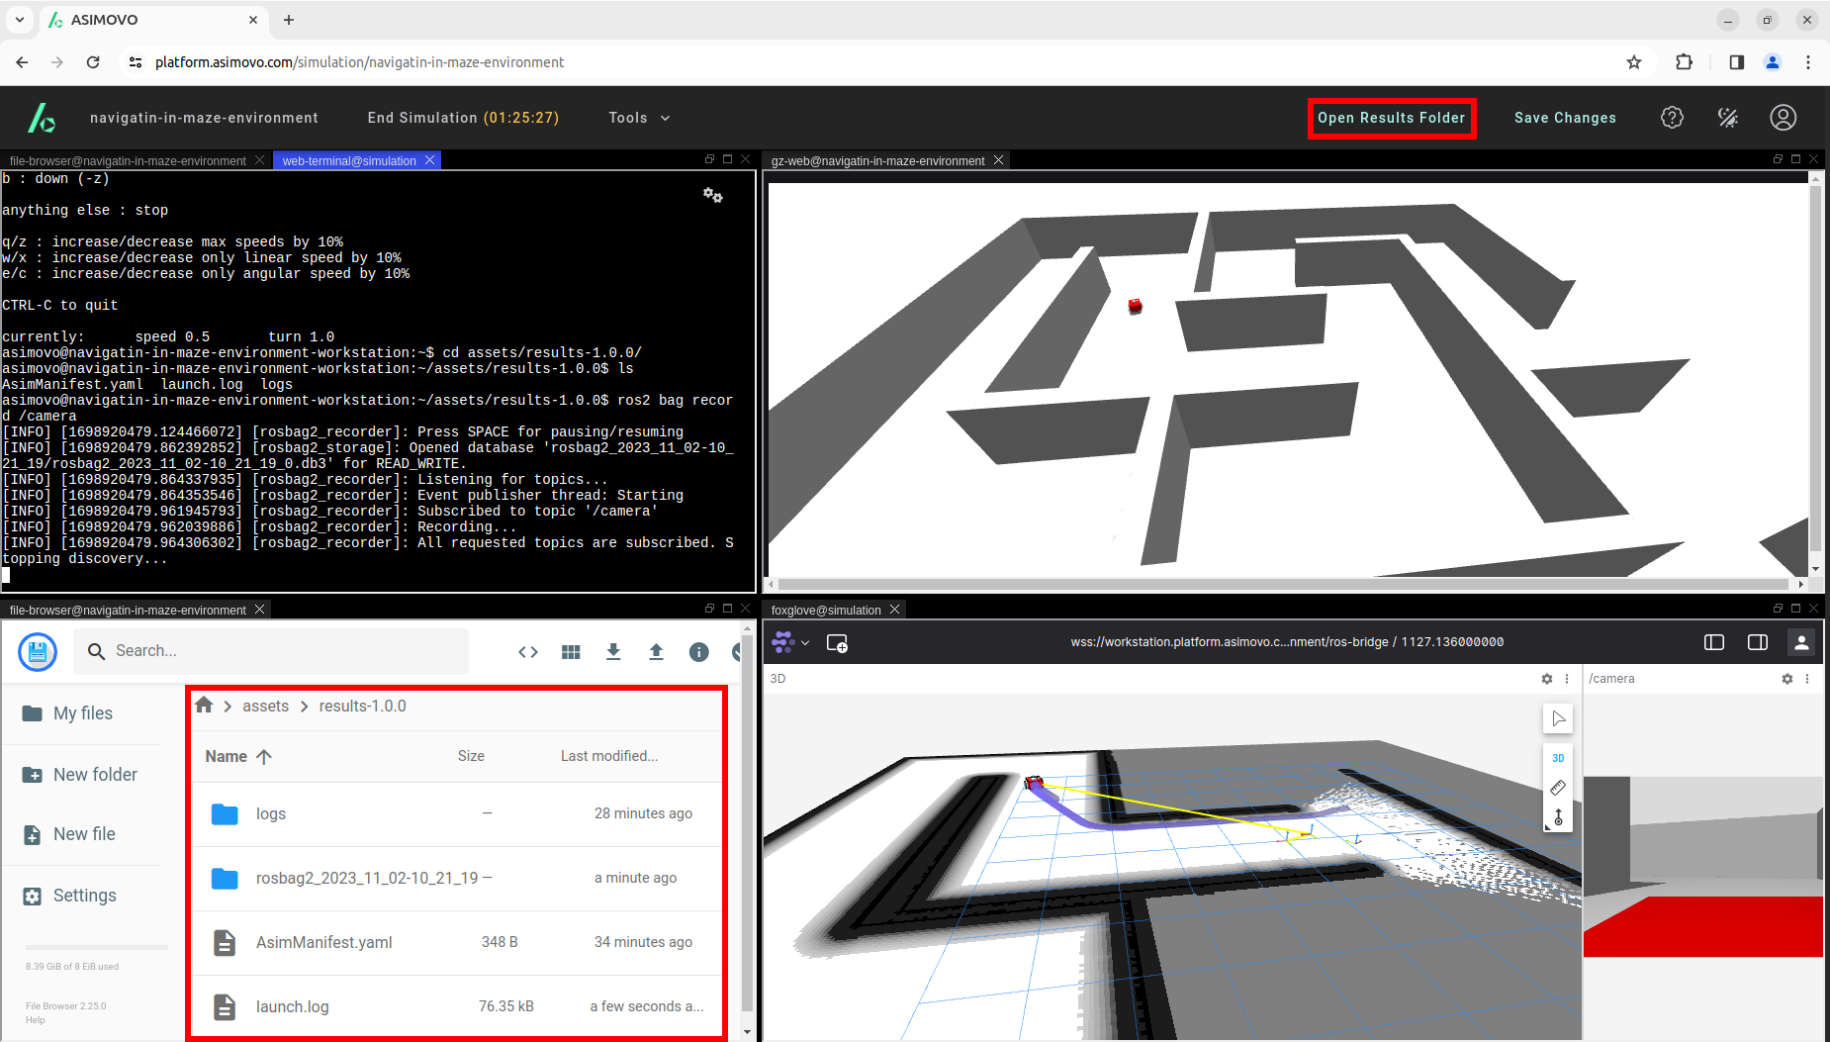 ASIMOVO
platform.asimovo.com/simulation/navigatin-in-maze-environment
navigatin-in-maze-environment
End Simulation (01:25:27)
Tools
Open Results Folder
Save Changes
file-browser@navigatin-in-maze-environment
web-terminal@simulation
b : down (-z)
anything else : stop
q/z : increase/decrease max speeds by 10%
w/x : increase/decrease only linear speed by 10%
e/c : increase/decrease only angular speed by 10%
CTRL-C to quit
currently:      speed 0.5       turn 1.0
asimovo@navigatin-in-maze-environment-workstation:~$ cd assets/results-1.0.0/
asimovo@navigatin-in-maze-environment-workstation:~/assets/results-1.0.0$ ls
AsimManifest.yaml  launch.log  logs
asimovo@navigatin-in-maze-environment-workstation:~/assets/results-1.0.0$ ros2 bag recor
d /camera
[INFO] [1698920479.124466072] [rosbag2_recorder]: Press SPACE for pausing/resuming
[INFO] [1698920479.862392852] [rosbag2_storage]: Opened database 'rosbag2_2023_11_02-10_
21_19/rosbag2_2023_11_02-10_21_19_0.db3' for READ_WRITE.
[INFO] [1698920479.864337935] [rosbag2_recorder]: Listening for topics...
[INFO] [1698920479.864353546] [rosbag2_recorder]: Event publisher thread: Starting
[INFO] [1698920479.961945793] [rosbag2_recorder]: Subscribed to topic '/camera'
[INFO] [1698920479.962039886] [rosbag2_recorder]: Recording...
[INFO] [1698920479.964306302] [rosbag2_recorder]: All requested topics are subscribed. S
topping discovery...
gz-web@navigatin-in-maze-environment
file-browser@navigatin-in-maze-environment
Search...
My files
New folder
New file
Settings
8.39 GiB of 8 EiB used
File Browser 2.25.0
Help
assets > results-1.0.0
Name Size Last modified...
logs — 28 minutes ago
rosbag2_2023_11_02-10_21_19 — a minute ago
AsimManifest.yaml 348 B 34 minutes ago
launch.log 76.35 kB a few seconds a...
foxglove@simulation
wss://workstation.platform.asimovo.c...nment/ros-bridge / 1127.136000000
3D
/camera
3D